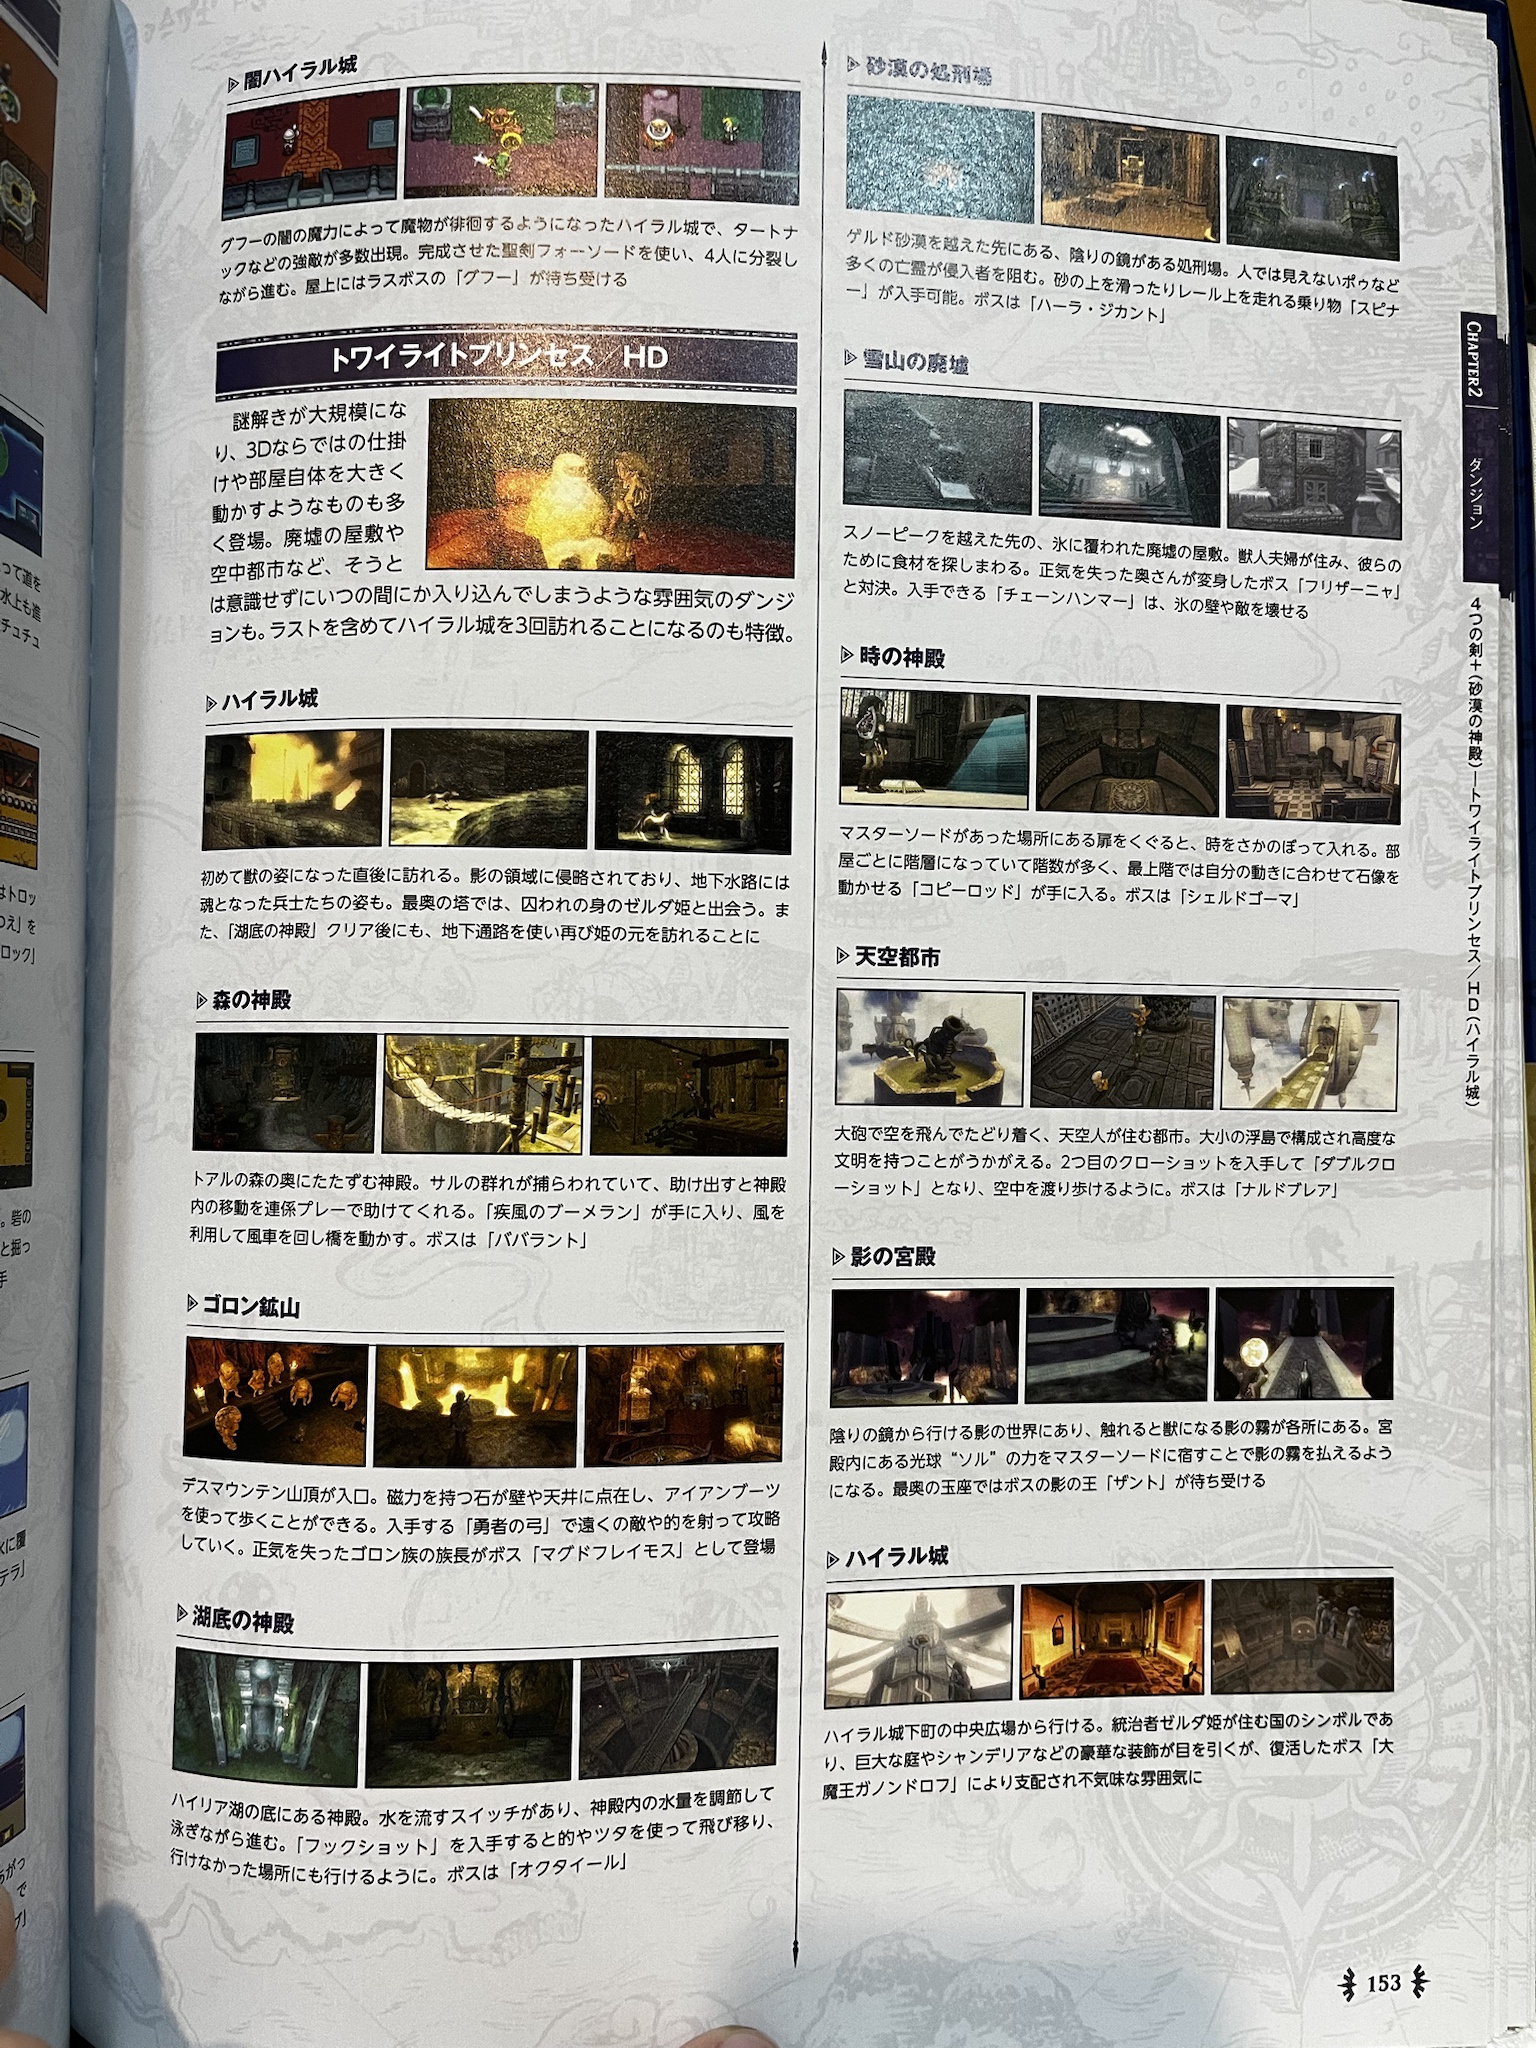 って道を
水上も進
チュチュ
はトロッ
つえ」を
ロック」
。砦の
と掘っ
手
水に覆
テラ」
あがっ
で
ブ」
闇ハイラル城
グフーの闇の魔力によって魔物が徘徊するようになったハイラル城で、タートナ
ックなどの強敵が多数出現。完成させた聖剣フォーソードを使い、4人に分裂し
ながら進む。屋上にはラスボスの「グフー」が待ち受ける
トワイライトプリンセス／HD
謎解きが大規模にな
り、3Dならではの仕掛
けや部屋自体を大きく
動かすようなものも多
く登場。廃墟の屋敷や
空中都市など、そうと
は意識せずにいつの間にか入り込んでしまうような雰囲気のダンジ
ョンも。ラストを含めてハイラル城を3回訪れることになるのも特徴。
ハイラル城
初めて獣の姿になった直後に訪れる。影の領域に侵略されており、地下水路には
魂となった兵士たちの姿も。最奥の塔では、囚われの身のゼルダ姫と出会う。ま
た、「湖底の神殿」クリア後にも、地下通路を使い再び姫の元を訪れることに
森の神殿
トアルの森の奥にたたずむ神殿。サルの群れが捕らわれていて、助け出すと神殿
内の移動を連係プレーで助けてくれる。「疾風のブーメラン」が手に入り、風を
利用して風車を回し橋を動かす。ボスは「ババラント」
ゴロン鉱山
デスマウンテン山頂が入口。磁力を持つ石が壁や天井に点在し、アイアンブーツ
を使って歩くことができる。入手する「勇者の弓」で遠くの敵や的を射って攻略
していく。正気を失ったゴロン族の族長がボス「マグドフレイモス」として登場
湖底の神殿
ハイリア湖の底にある神殿。水を流すスイッチがあり、神殿内の水量を調節して
泳ぎながら進む。「フックショット」を入手すると的やツタを使って飛び移り、
行けなかった場所にも行けるように。ボスは「オクタイール」
砂漠の処刑場
ゲルド砂漠を越えた先にある、陰りの鏡がある処刑場。人では見えないポゥなど
多くの亡霊が侵入者を阻む。砂の上を滑ったりレール上を走れる乗り物「スピナ
ー」が入手可能。ボスは「ハーラ・ジガント」
雪山の廃墟
スノーピークを越えた先の、氷に覆われた廃墟の屋敷。獣人夫婦が住み、彼らの
ために食材を探しまわる。正気を失った奥さんが変身したボス「フリザーニャ」
と対決。入手できる「チェーンハンマー」は、氷の壁や敵を壊せる
時の神殿
マスターソードがあった場所にある扉をくぐると、時をさかのぼって入れる。部
屋ごとに階層になっていて階数が多く、最上階では自分の動きに合わせて石像を
動かせる「コピーロッド」が手に入る。ボスは「シェルドゴーマ」
天空都市
大砲で空を飛んでたどり着く、天空人が住む都市。大小の浮島で構成され高度な
文明を持つことがうかがえる。2つ目のクローショットを入手して「ダブルクロ
ーショット」となり、空中を渡り歩けるように。ボスは「ナルドブレア」
影の宮殿
陰りの鏡から行ける影の世界にあり、触れると獣になる影の霧が各所にある。宮
殿内にある光球“ソル”の力をマスターソードに宿すことで影の霧を払えるよう
になる。最奥の玉座ではボスの影の王「ザント」が待ち受ける
ハイラル城
ハイラル城下町の中央広場から行ける。統治者ゼルダ姫が住む国のシンボルであ
り、巨大な庭やシャンデリアなどの豪華な装飾が目を引くが、復活したボス「大
魔王ガノンドロフ」により支配され不気味な雰囲気に
CHAPTER2
ダンジョン
4つの剣＋（砂漠の神殿）―トワイライトプリンセス／HD（ハイラル城）
153